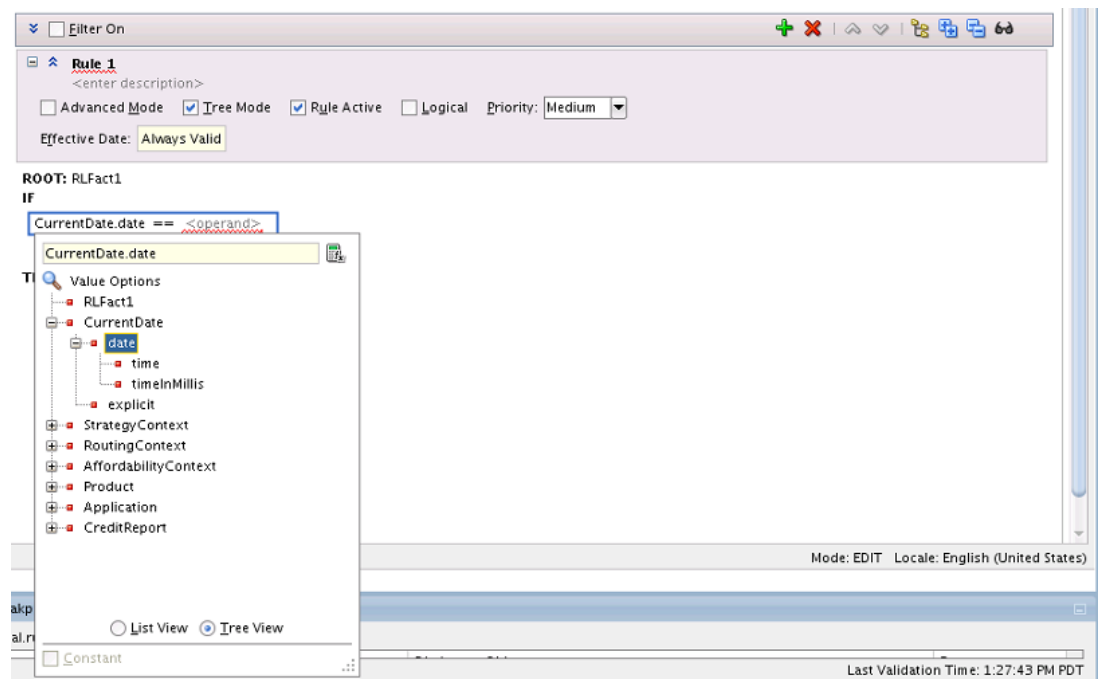 Filter On
Rule 1
<enter description>
Advanced Mode Tree Mode Rule Active Logical Priority: Medium
Effective Date: Always Valid
ROOT: RLFact1
IF
CurrentDate.date == <operand>
CurrentDate.date
Value Options
RLFact1
CurrentDate
date
time
timeInMillis
explicit
StrategyContext
RoutingContext
AffordabilityContext
Product
Application
CreditReport
Mode: EDIT Locale: English (United States)
List View Tree View
Constant
Last Validation Time: 1:27:43 PM PDT